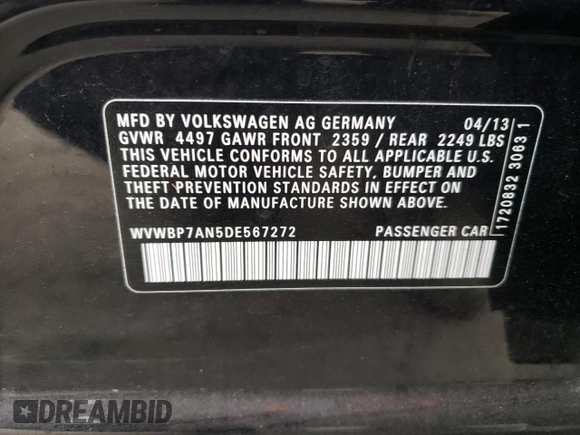 MFD BY VOLKSWAGEN AG GERMANY 04/13
GVWR 4497 GAWR FRONT 2359 / REAR 2249 LBS
THIS VEHICLE CONFORMS TO ALL APPLICABLE U.S.
FEDERAL MOTOR VEHICLE SAFETY, BUMPER AND
THEFT PREVENTION STANDARDS IN EFFECT ON
THE DATE OF MANUFACTURE SHOWN ABOVE.
WVWBP7AN5DE567272 PASSENGER CAR
1720832 30631
DREAMBID